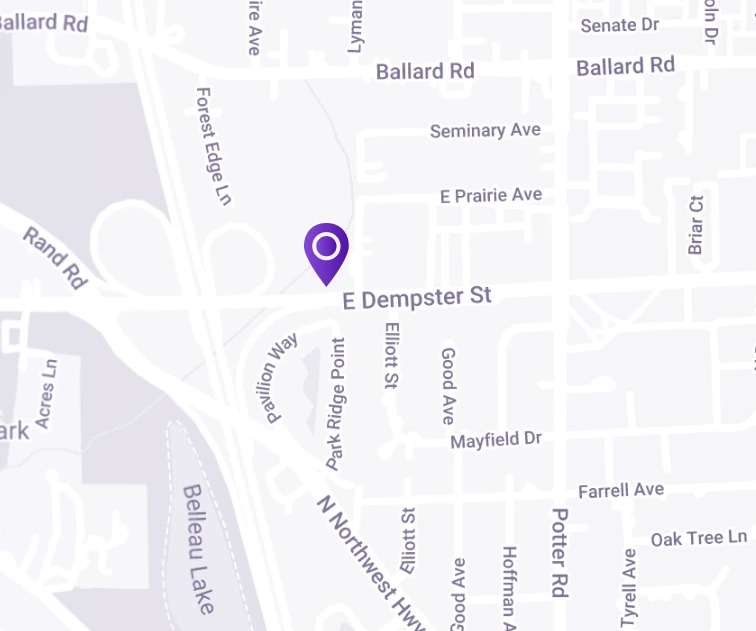 Ballard Rd
Senate Dr
Ballard Rd
Ballard Rd
Forest Edge Ln
Seminary Ave
E Prairie Ave
Briar Ct
Rand Rd
E Dempster St
Elliott St
Pavilion Way
Park Ridge Point
Good Ave
Acres Ln
Mayfield Dr
Farrell Ave
Belleau Lake
N Northwest Hwy
Elliott St
Potter Rd
Oak Tree Ln
Good Ave
Tyrell Ave